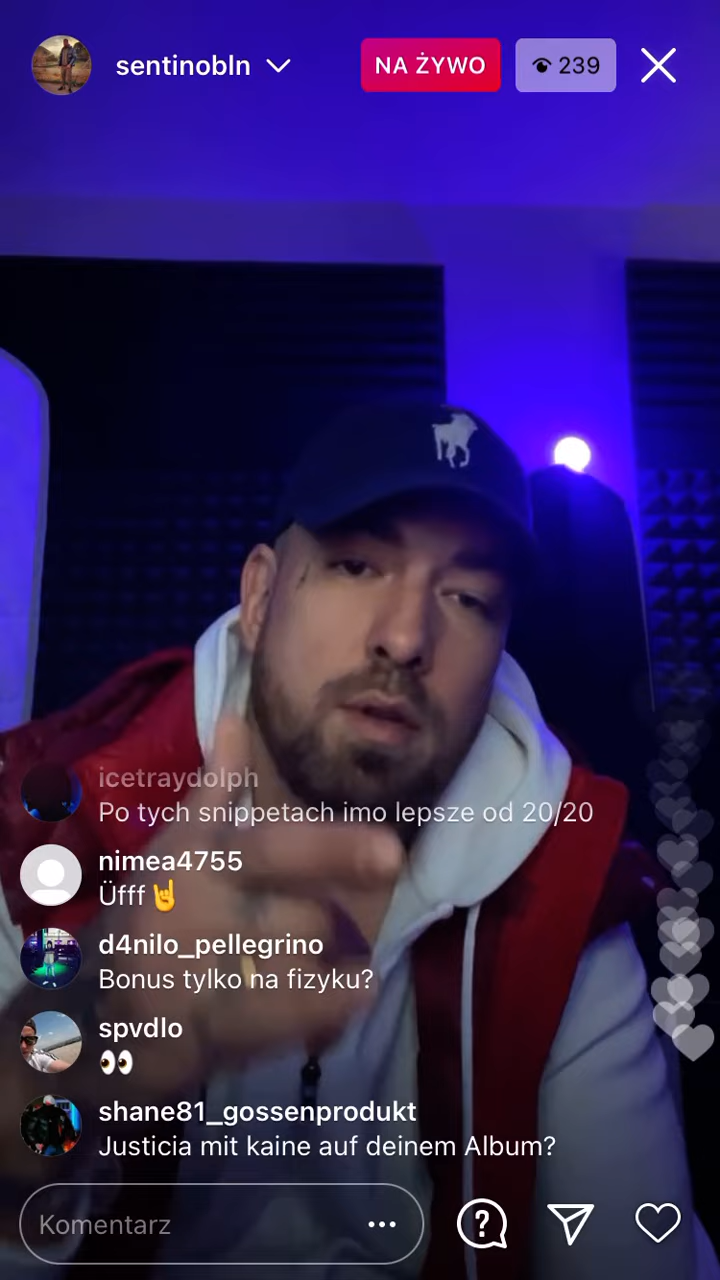 sentinobln
NA ŻYWO
239
icetraydolph
Po tych snippetach imo lepsze od 20/20
nimea4755
Üfff🤘
d4nilo_pellegrino
Bonus tylko na fizyku?
spvdlo
👀
shane81_gossenprodukt
Justicia mit kaine auf deinem Album?
Komentarz